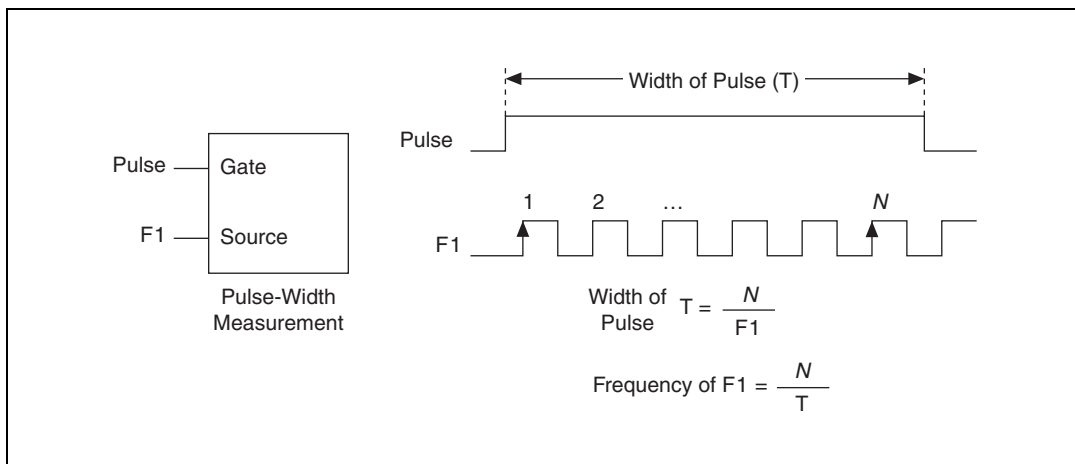 Width of Pulse (T)
Pulse
Pulse
Gate
1 2 … N
F1
Source
F1
Pulse-Width
Measurement
Width of
Pulse
T = N
F1
Frequency of F1 = N
T